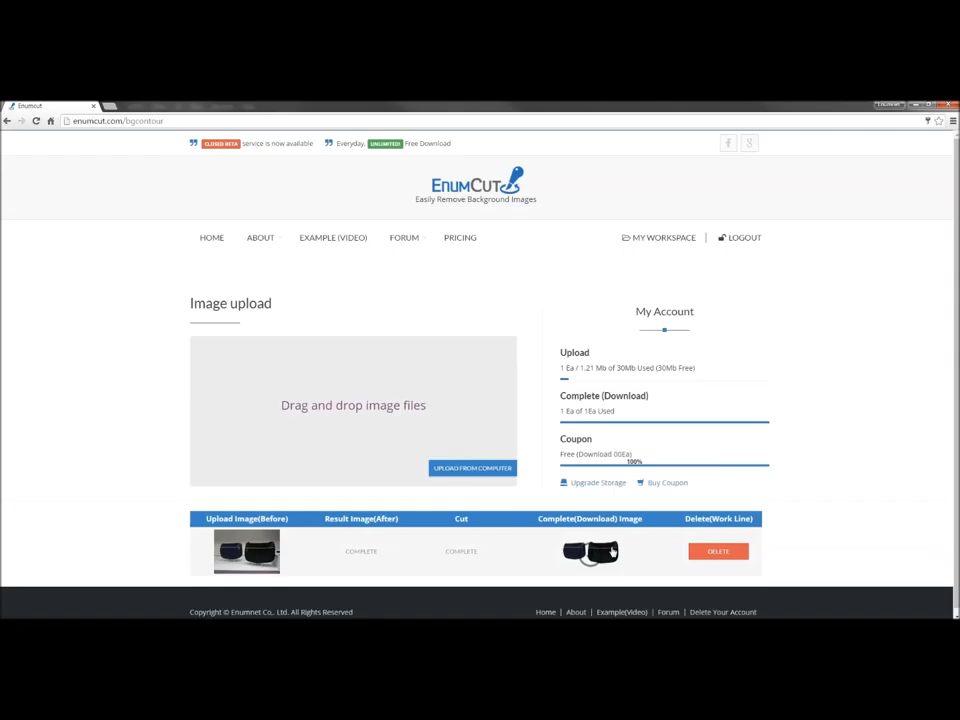 Enumcut
Enumnet
enumcut.com/bgcontour
CLOSED BETA service is now available
Everyday, UNLIMITED! Free Download
ENUMCUT
Easily Remove Background Images
HOME ABOUT EXAMPLE (VIDEO) FORUM PRICING MY WORKSPACE | LOGOUT
Image upload
Drag and drop image files
UPLOAD FROM COMPUTER
My Account
Upload
1 Ea / 1.21 Mb of 30Mb Used (30Mb Free)
Complete (Download)
1 Ea of 1Ea Used
Coupon
Free (Download 00Ea)
100%
Upgrade Storage Buy Coupon
Upload Image(Before) Result Image(After) Cut Complete(Download) Image Delete(Work Line)
COMPLETE COMPLETE DELETE
Copyright © Enumnet Co., Ltd. All Rights Reserved
Home | About | Example(Video) | Forum | Delete Your Account